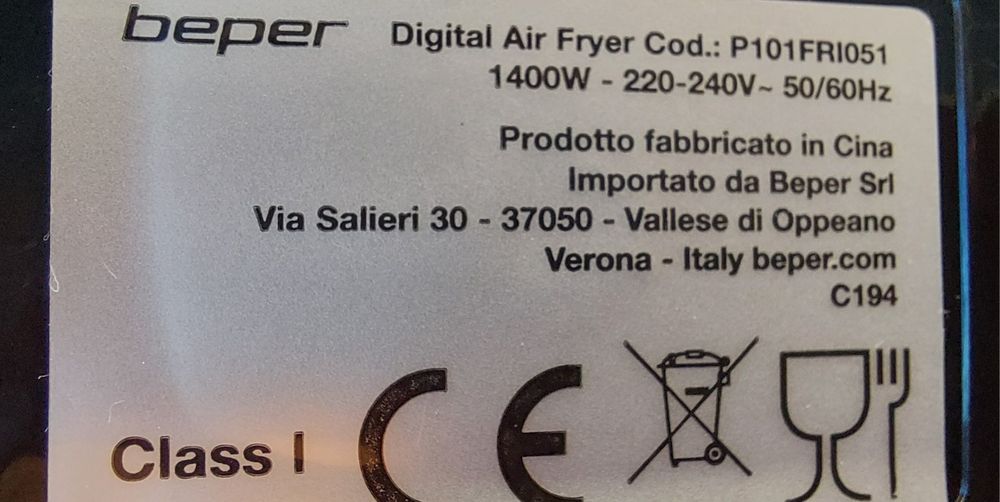 beper Digital Air Fryer Cod.: P101FRI051
1400W - 220-240V~ 50/60Hz
Prodotto fabbricato in Cina
Importato da Beper Srl
Via Salieri 30 - 37050 - Vallese di Oppeano
Verona - Italy beper.com
C194
Class I CE